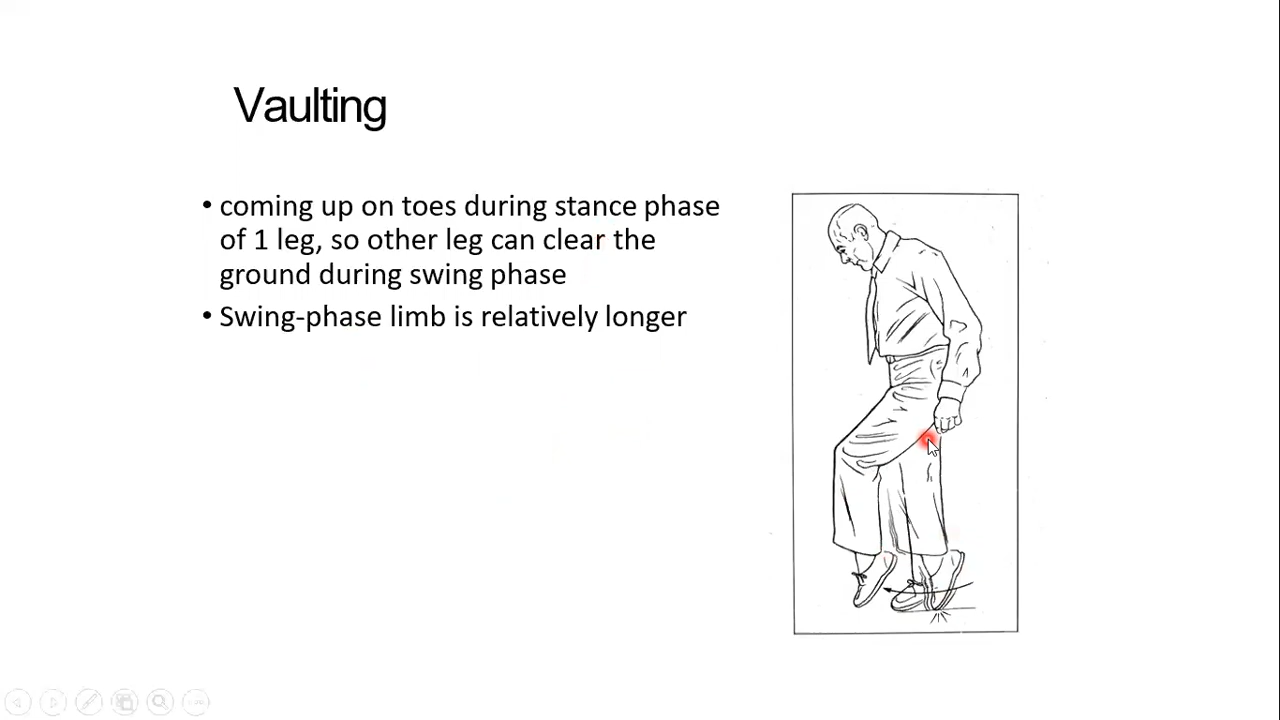 Vaulting
• coming up on toes during stance phase
of 1 leg, so other leg can clear the
ground during swing phase
• Swing-phase limb is relatively longer